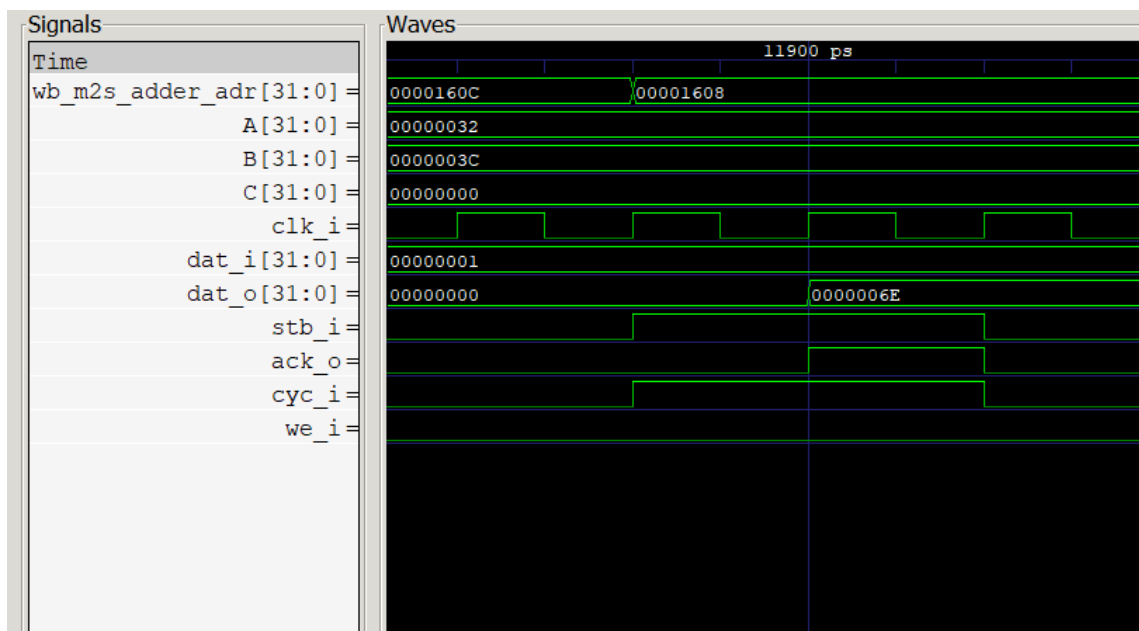 Signals
Waves
Time
11900 ps
wb_m2s_adder_adr[31:0] = 0000160C 00001608
A[31:0] = 00000032
B[31:0] = 0000003C
C[31:0] = 00000000
clk_i =
dat_i[31:0] = 00000001
dat_o[31:0] = 00000000 0000006E
stb_i =
ack_o =
cyc_i =
we_i =